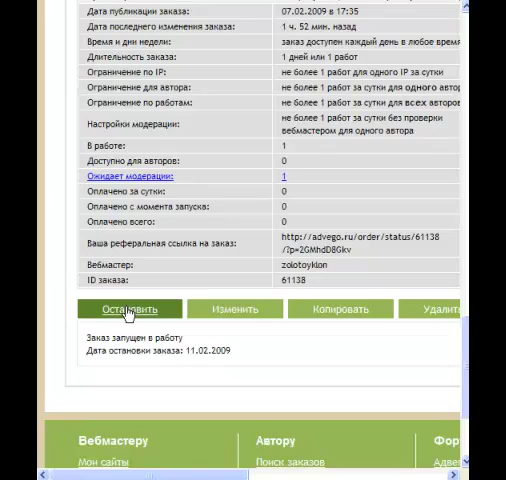 Дата публикации заказа: 07.02.2009 в 17:35
Дата последнего изменения заказа: 1 ч. 52 мин. назад
Время и дни недели: заказ доступен каждый день в любое время
Длительность заказа: 1 дней или 1 работ
Ограничение по IP: не более 1 работ для одного IP за сутки
Ограничение для автора: не более 1 работ за сутки для одного автор
Ограничение по работам: не более 1 работ за сутки для всех авторов
Настройки модерации: не более 1 работ за сутки без проверки
вебмастером для одного автора
В работе: 1
Доступно для авторов: 0
Ожидает модерации: 1
Оплачено за сутки: 0
Оплачено с момента запуска: 0
Оплачено всего: 0
Ваша реферальная ссылка на заказ: http://advego.ru/order/status/61138
/?p=2GMhdD8Gkv
Вебмастер: zolotoyklon
ID заказа: 61138
Остановить Изменить Копировать Удалить
Заказ запущен в работу
Дата остановки заказа: 11.02.2009
Вебмастеру Автору Фор
Мои сайты Поиск заказов Адвег